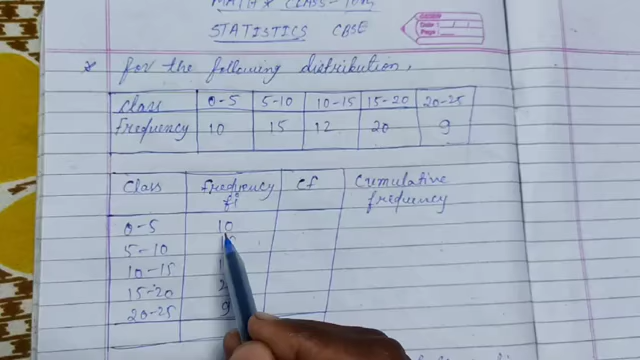 STATISTICS CBSE
Date
Page
* for the following distribution,
Class 0-5 5-10 10-15 15-20 20-25
frequency 10 15 12 20 9
Class frequency cf Cumulative
fi frequency
0-5 10
5-10
10-15
15-20
20-25 9